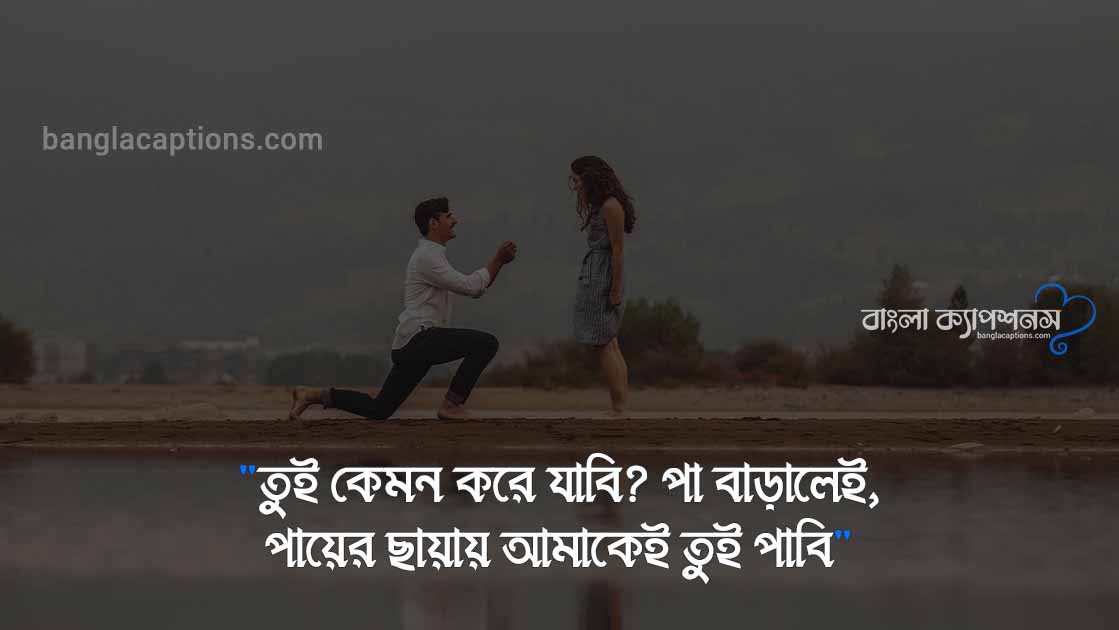 banglacaptions.com
বাংলা ক্যাপশনস
banglacaptions.com
"তুই কেমন করে যাবি? পা বাড়ালেই,
পায়ের ছায়ায় আমাকেই তুই পাবি"